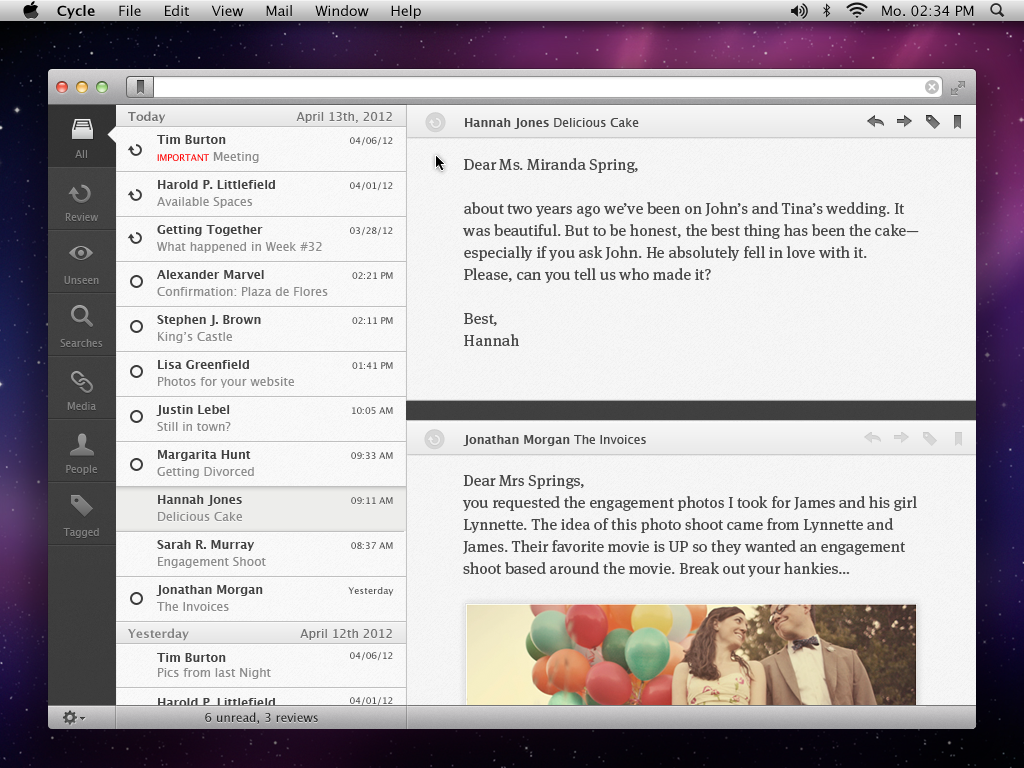 Cycle File Edit View Mail Window Help Mo. 02:34 PM
All
Review
Unseen
Searches
Media
People
Tagged
Today April 13th, 2012
Tim Burton 04/06/12
IMPORTANT Meeting
Harold P. Littlefield 04/01/12
Available Spaces
Getting Together 03/28/12
What happened in Week #32
Alexander Marvel 02:21 PM
Confirmation: Plaza de Flores
Stephen J. Brown 02:11 PM
King's Castle
Lisa Greenfield 01:41 PM
Photos for your website
Justin Lebel 10:05 AM
Still in town?
Margarita Hunt 09:33 AM
Getting Divorced
Hannah Jones 09:11 AM
Delicious Cake
Sarah R. Murray 08:37 AM
Engagement Shoot
Jonathan Morgan Yesterday
The Invoices
Yesterday April 12th 2012
Tim Burton 04/06/12
Pics from last Night
Harold P. Littlefield 04/01/12
6 unread, 3 reviews
Hannah Jones Delicious Cake
Dear Ms. Miranda Spring,
about two years ago we've been on John's and Tina's wedding. It
was beautiful. But to be honest, the best thing has been the cake—
especially if you ask John. He absolutely fell in love with it.
Please, can you tell us who made it?
Best,
Hannah
Jonathan Morgan The Invoices
Dear Mrs Springs,
you requested the engagement photos I took for James and his girl
Lynnette. The idea of this photo shoot came from Lynnette and
James. Their favorite movie is UP so they wanted an engagement
shoot based around the movie. Break out your hankies...